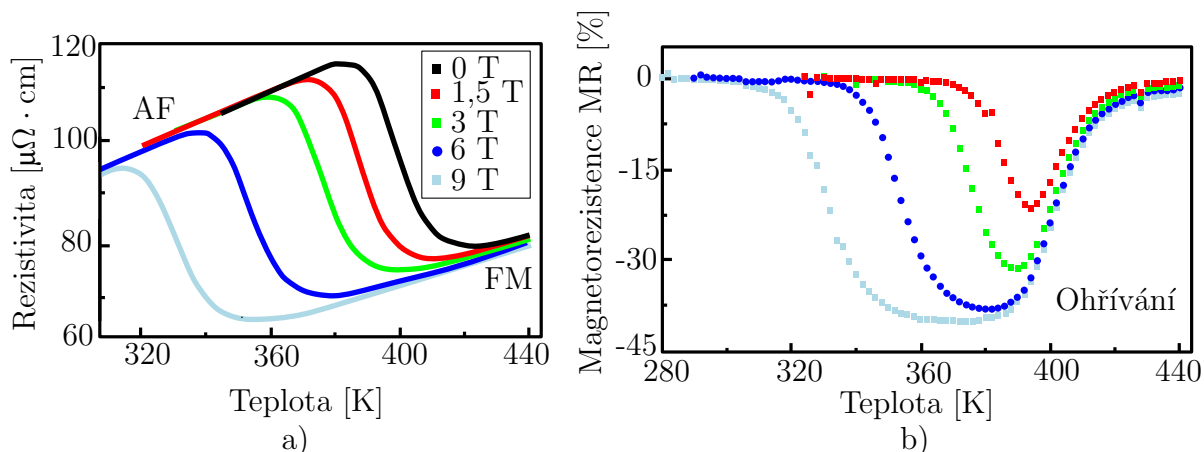 Rezistivita [μΩ · cm]
120
100
80
60
AF
FM
0 T
1,5 T
3 T
6 T
9 T
320
360
400
440
Teplota [K]
a)
Magnetorezistence MR [%]
0
-15
-30
-45
Ohřívání
280
320
360
400
440
Teplota [K]
b)